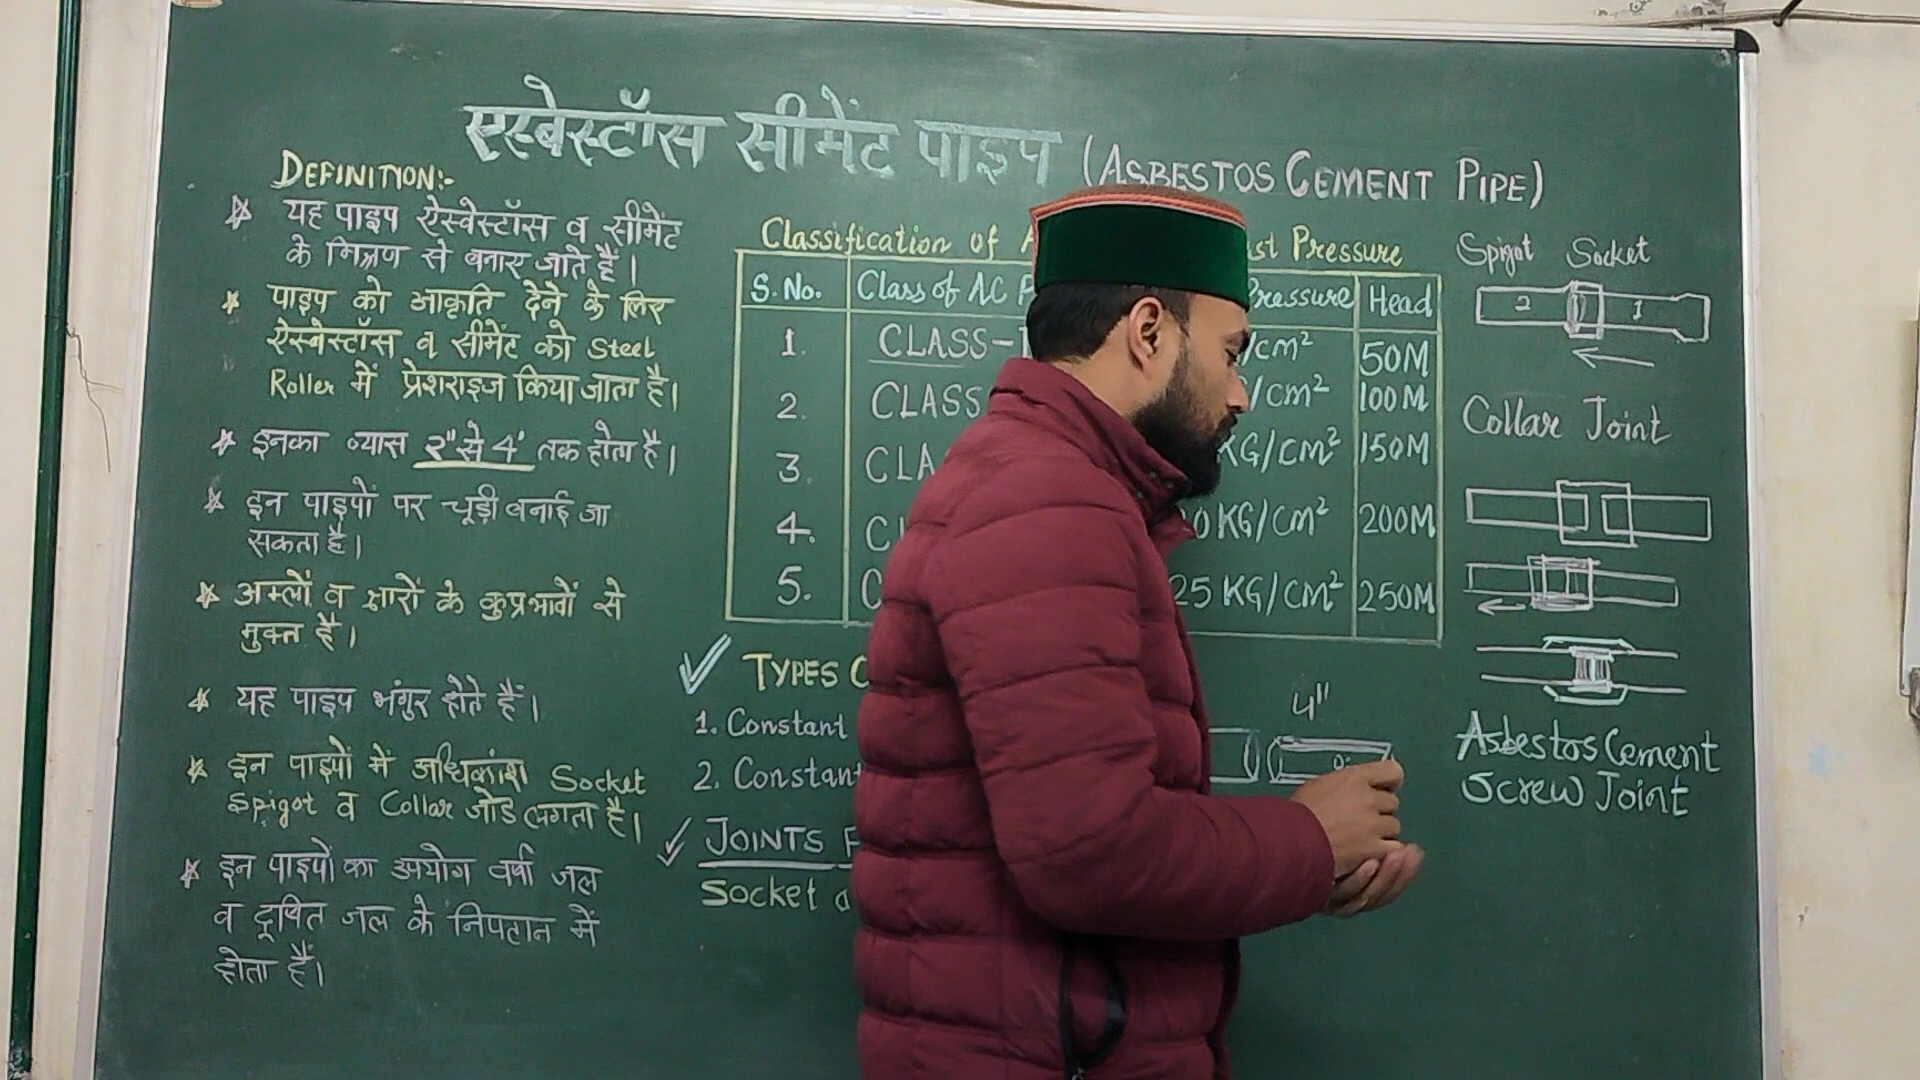 एस्बेस्टॉस सीमेंट पाइप (ASBESTOS CEMENT PIPE)
DEFINITION:-
यह पाइप ऐस्बेस्टॉस व सीमेंट
के मिश्रण से बनाए जाते हैं।
पाइप को आकृति देने के लिए
ऐस्बेस्टॉस व सीमेंट को Steel
Roller में प्रेशराइज किया जाता है।
इनका व्यास 2" से 4' तक होता है।
इन पाइपों पर चूड़ी बनाई जा
सकता है।
अम्लों व क्षारों के कुप्रभावों से
मुक्त है।
यह पाइप भंगुर होते हैं।
इन पाइपों में अधिकांश Socket
Spigot व Collar जोड लगता है।
इन पाइपों का उपयोग वर्षा जल
व दूषित जल के निपटान में
होता है।
Classification of Pressure
S. No. Class of AC Pressure Head
1. CLASS- /cm² 50M
2. CLASS /cm² 100M
3. KG/cm² 150M
4. KG/cm² 200M
5. 25 KG/cm² 250M
TYPES
1. Constant
2. Constant
JOINTS
Socket
4"
Spigot Socket
2 1
Collar Joint
Asbestos Cement
Screw Joint